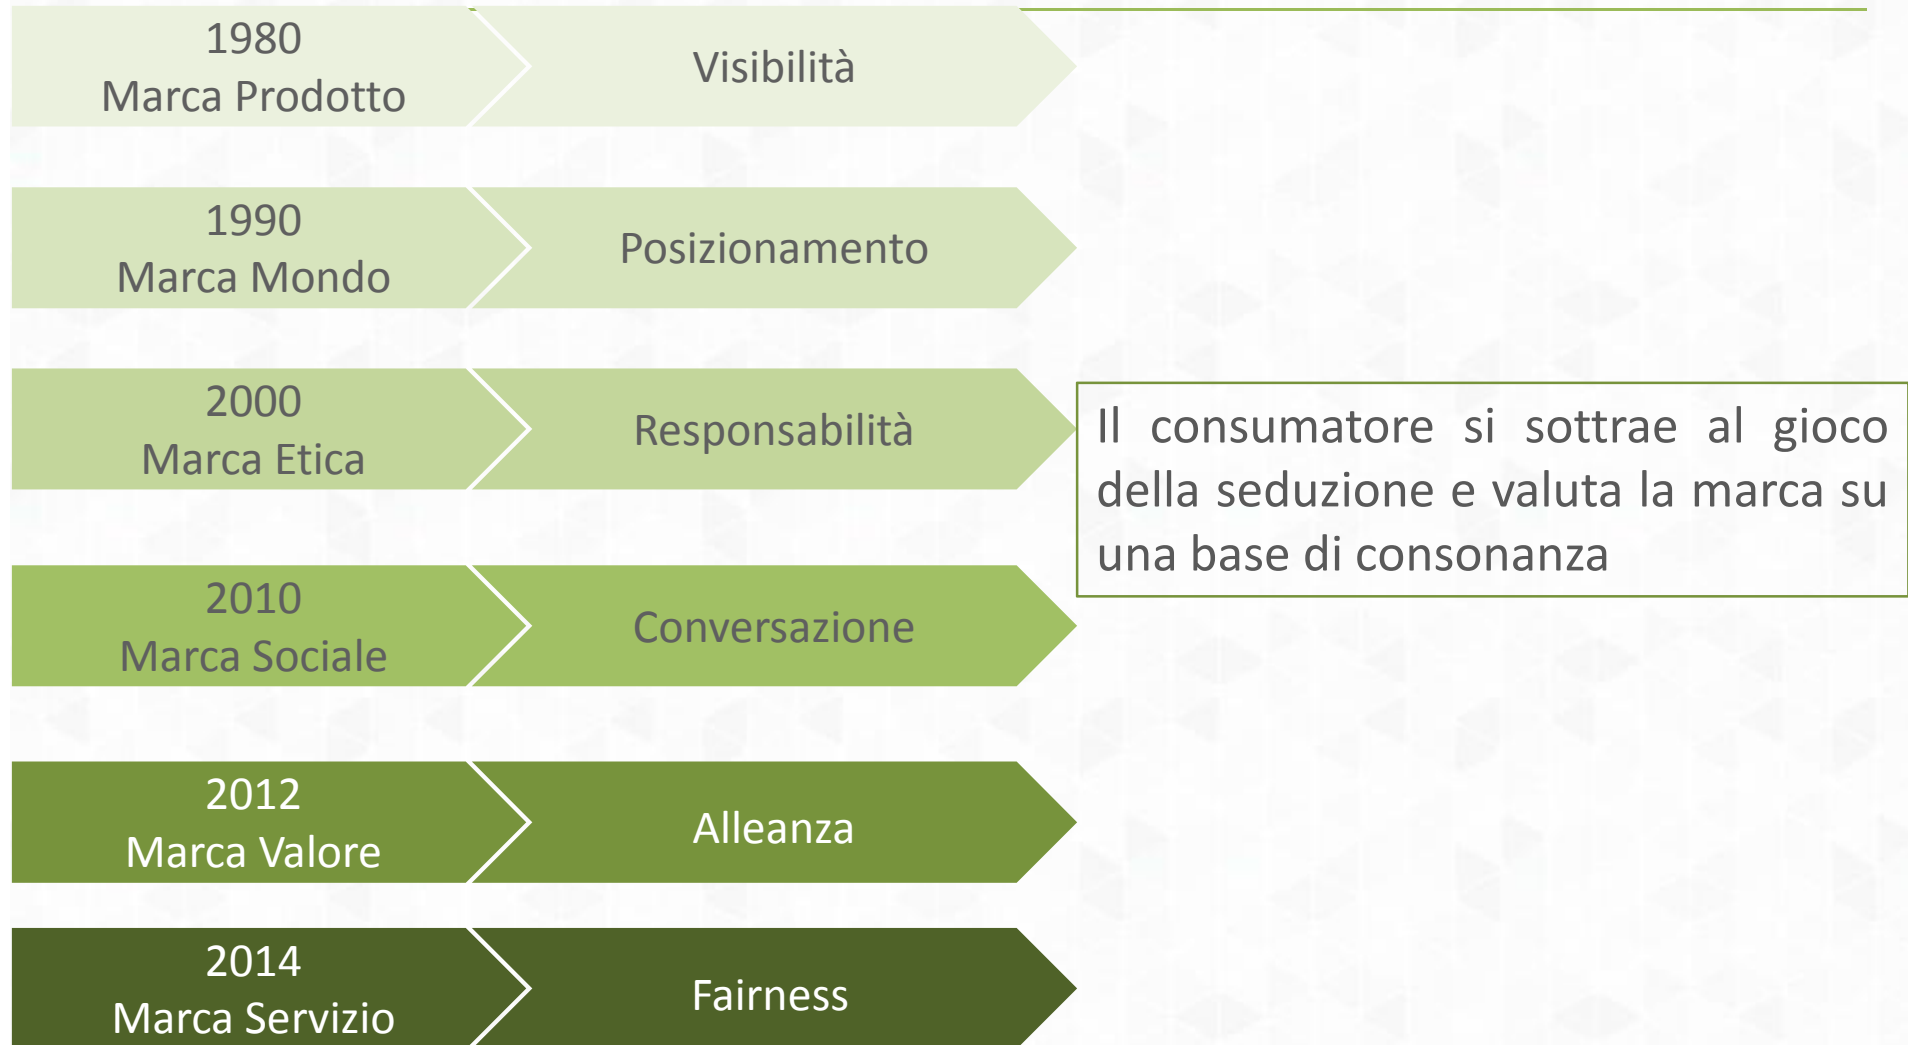 1980
Marca Prodotto
Visibilità
1990
Marca Mondo
Posizionamento
2000
Marca Etica
Responsabilità
Il consumatore si sottrae al gioco
della seduzione e valuta la marca su
una base di consonanza
2010
Marca Sociale
Conversazione
2012
Marca Valore
Alleanza
2014
Marca Servizio
Fairness